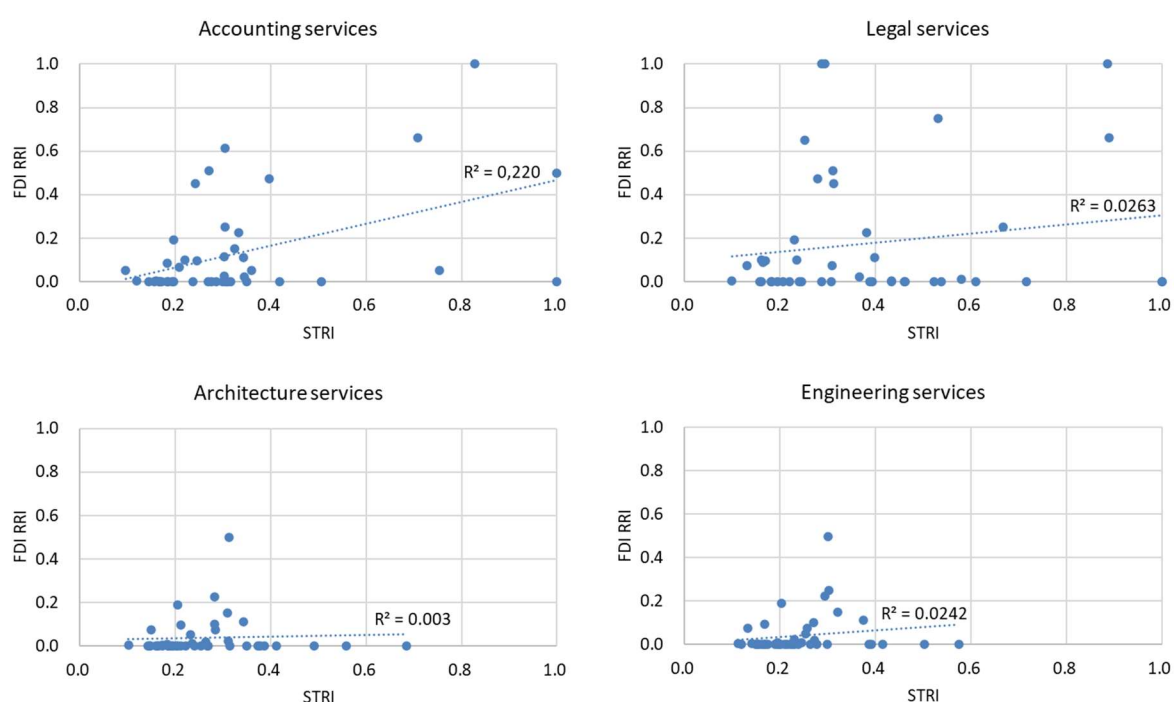 Accounting services
1.0
0.8
0.6
0.4
0.2
0.0
FDI RRI
R² = 0,220
0.0 0.2 0.4 0.6 0.8 1.0
STRI
Legal services
1.0
0.8
0.6
0.4
0.2
0.0
FDI RRI
R² = 0.0263
0.0 0.2 0.4 0.6 0.8 1.0
STRI
Architecture services
1.0
0.8
0.6
0.4
0.2
0.0
FDI RRI
R² = 0.003
0.0 0.2 0.4 0.6 0.8 1.0
STRI
Engineering services
1.0
0.8
0.6
0.4
0.2
0.0
FDI RRI
R² = 0.0242
0.0 0.2 0.4 0.6 0.8 1.0
STRI